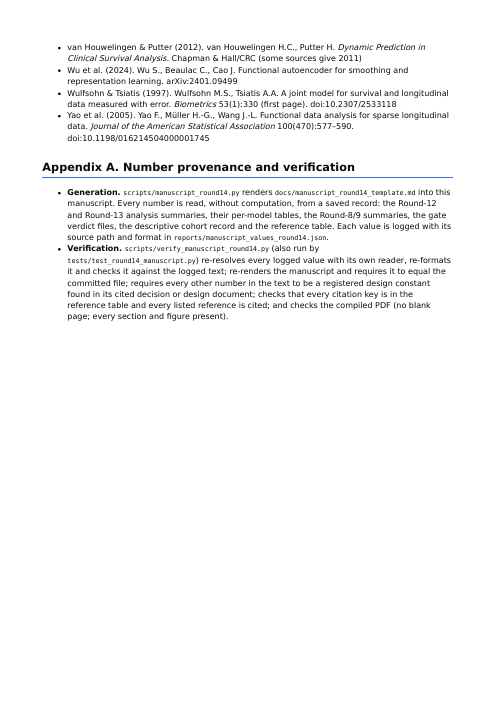 • van Houwelingen & Putter (2012). van Houwelingen H.C., Putter H. Dynamic Prediction in
Clinical Survival Analysis. Chapman & Hall/CRC (some sources give 2011)
• Wu et al. (2024). Wu S., Beaulac C., Cao J. Functional autoencoder for smoothing and
representation learning. arXiv:2401.09499
• Wulfsohn & Tsiatis (1997). Wulfsohn M.S., Tsiatis A.A. A joint model for survival and longitudinal
data measured with error. Biometrics 53(1):330 (first page). doi:10.2307/2533118
• Yao et al. (2005). Yao F., Müller H.-G., Wang J.-L. Functional data analysis for sparse longitudinal
data. Journal of the American Statistical Association 100(470):577–590.
doi:10.1198/016214504000001745
Appendix A. Number provenance and verification
• Generation. scripts/manuscript_round14.py renders docs/manuscript_round14_template.md into this
manuscript. Every number is read, without computation, from a saved record: the Round-12
and Round-13 analysis summaries, their per-model tables, the Round-8/9 summaries, the gate
verdict files, the descriptive cohort record and the reference table. Each value is logged with its
source path and format in reports/manuscript_values_round14.json.
• Verification. scripts/verify_manuscript_round14.py (also run by
tests/test_round14_manuscript.py) re-resolves every logged value with its own reader, re-formats
it and checks it against the logged text; re-renders the manuscript and requires it to equal the
committed file; requires every other number in the text to be a registered design constant
found in its cited decision or design document; checks that every citation key is in the
reference table and every listed reference is cited; and checks the compiled PDF (no blank
page; every section and figure present).